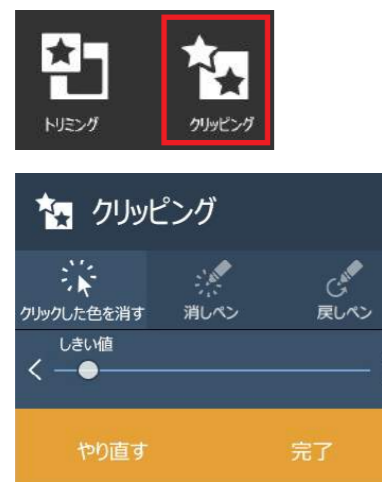 トリミング
クリッピング
クリッピング
クリックした色を消す
消しペン
戻しペン
しきい値
やり直す
完了